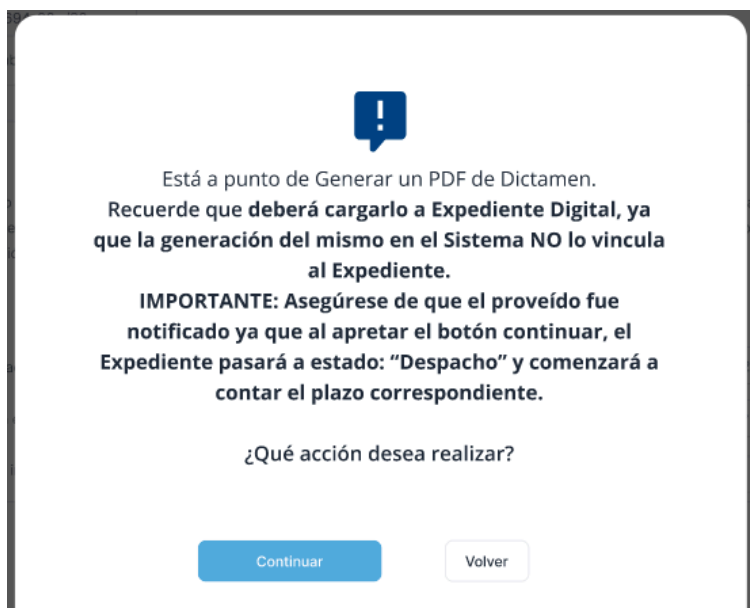 Está a punto de Generar un PDF de Dictamen.
Recuerde que deberá cargarlo a Expediente Digital, ya
que la generación del mismo en el Sistema NO lo vincula
al Expediente.
IMPORTANTE: Asegúrese de que el proveído fue
notificado ya que al apretar el botón continuar, el
Expediente pasará a estado: “Despacho” y comenzará a
contar el plazo correspondiente.
¿Qué acción desea realizar?
Continuar
Volver